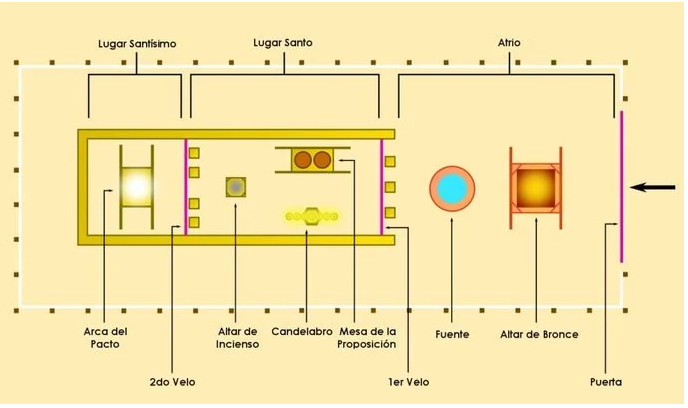 Lugar Santísimo
Lugar Santo
Atrio
Arca del
Pacto
Altar de
Incienso
Candelabro
Mesa de la
Proposición
Fuente
Altar de Bronce
2do Velo
1er Velo
Puerta